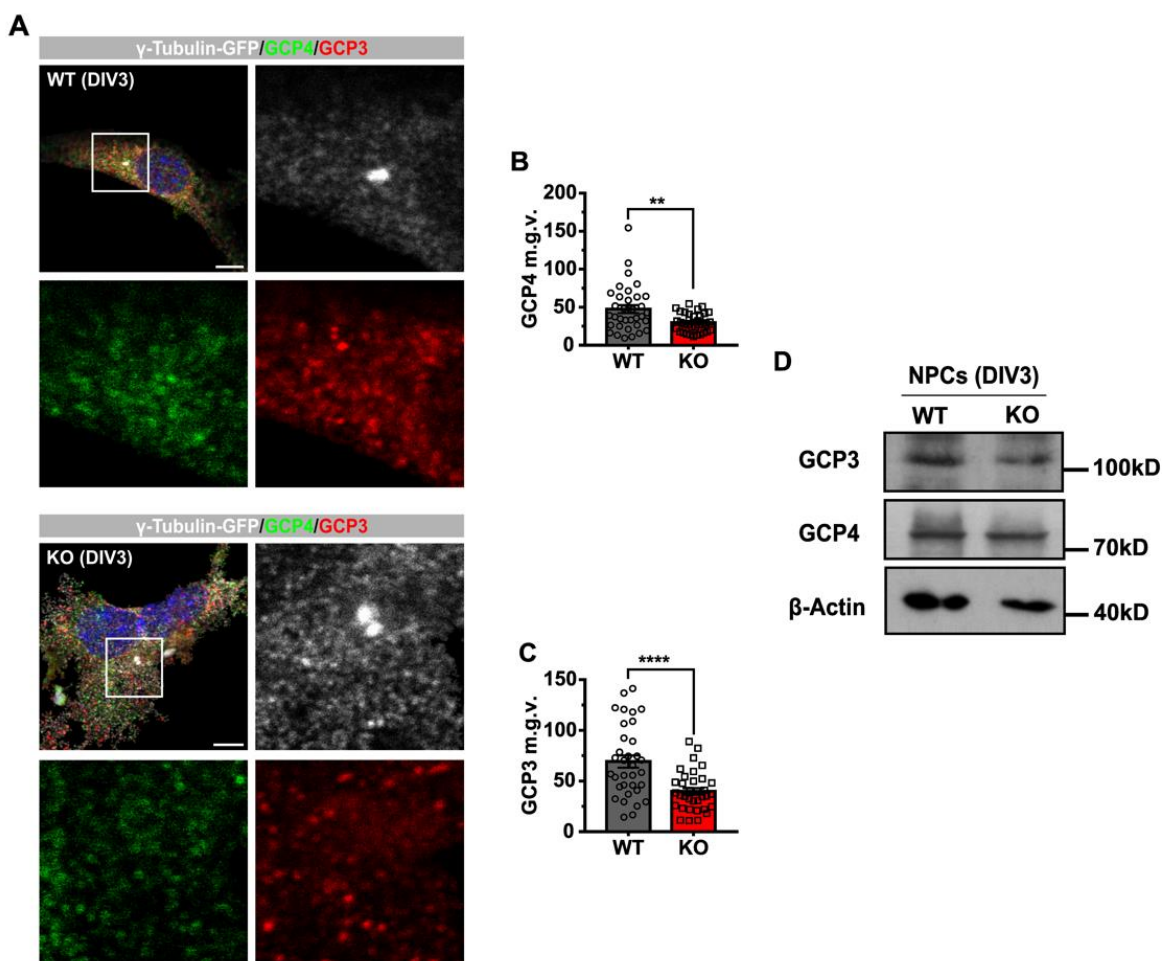 A
γ-Tubulin-GFP/GCP4/GCP3
WT (DIV3)
γ-Tubulin-GFP/GCP4/GCP3
KO (DIV3)
B
GCP4 m.g.v.
200
150
100
50
0
**
WT KO
C
GCP3 m.g.v.
150
100
50
0
****
WT KO
D
NPCs (DIV3)
WT KO
GCP3 100kD
GCP4 70kD
β-Actin 40kD